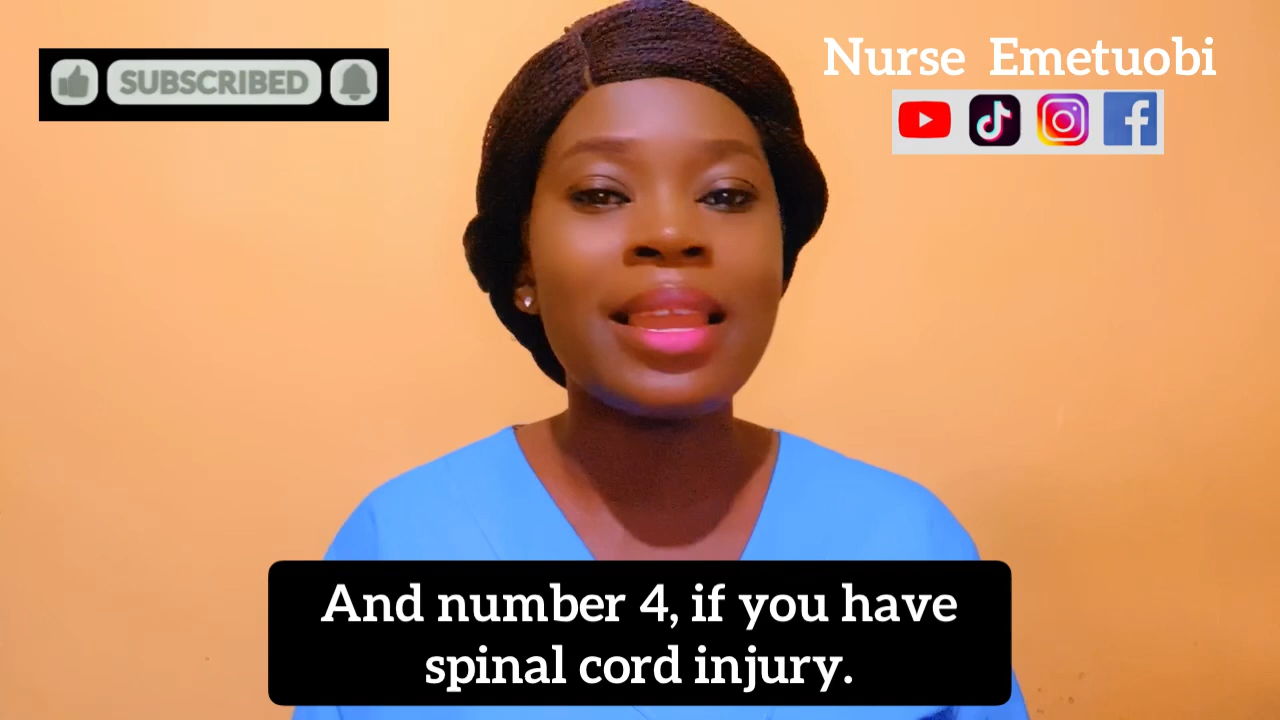 SUBSCRIBED
Nurse Emetuobi
And number 4, if you have
spinal cord injury.